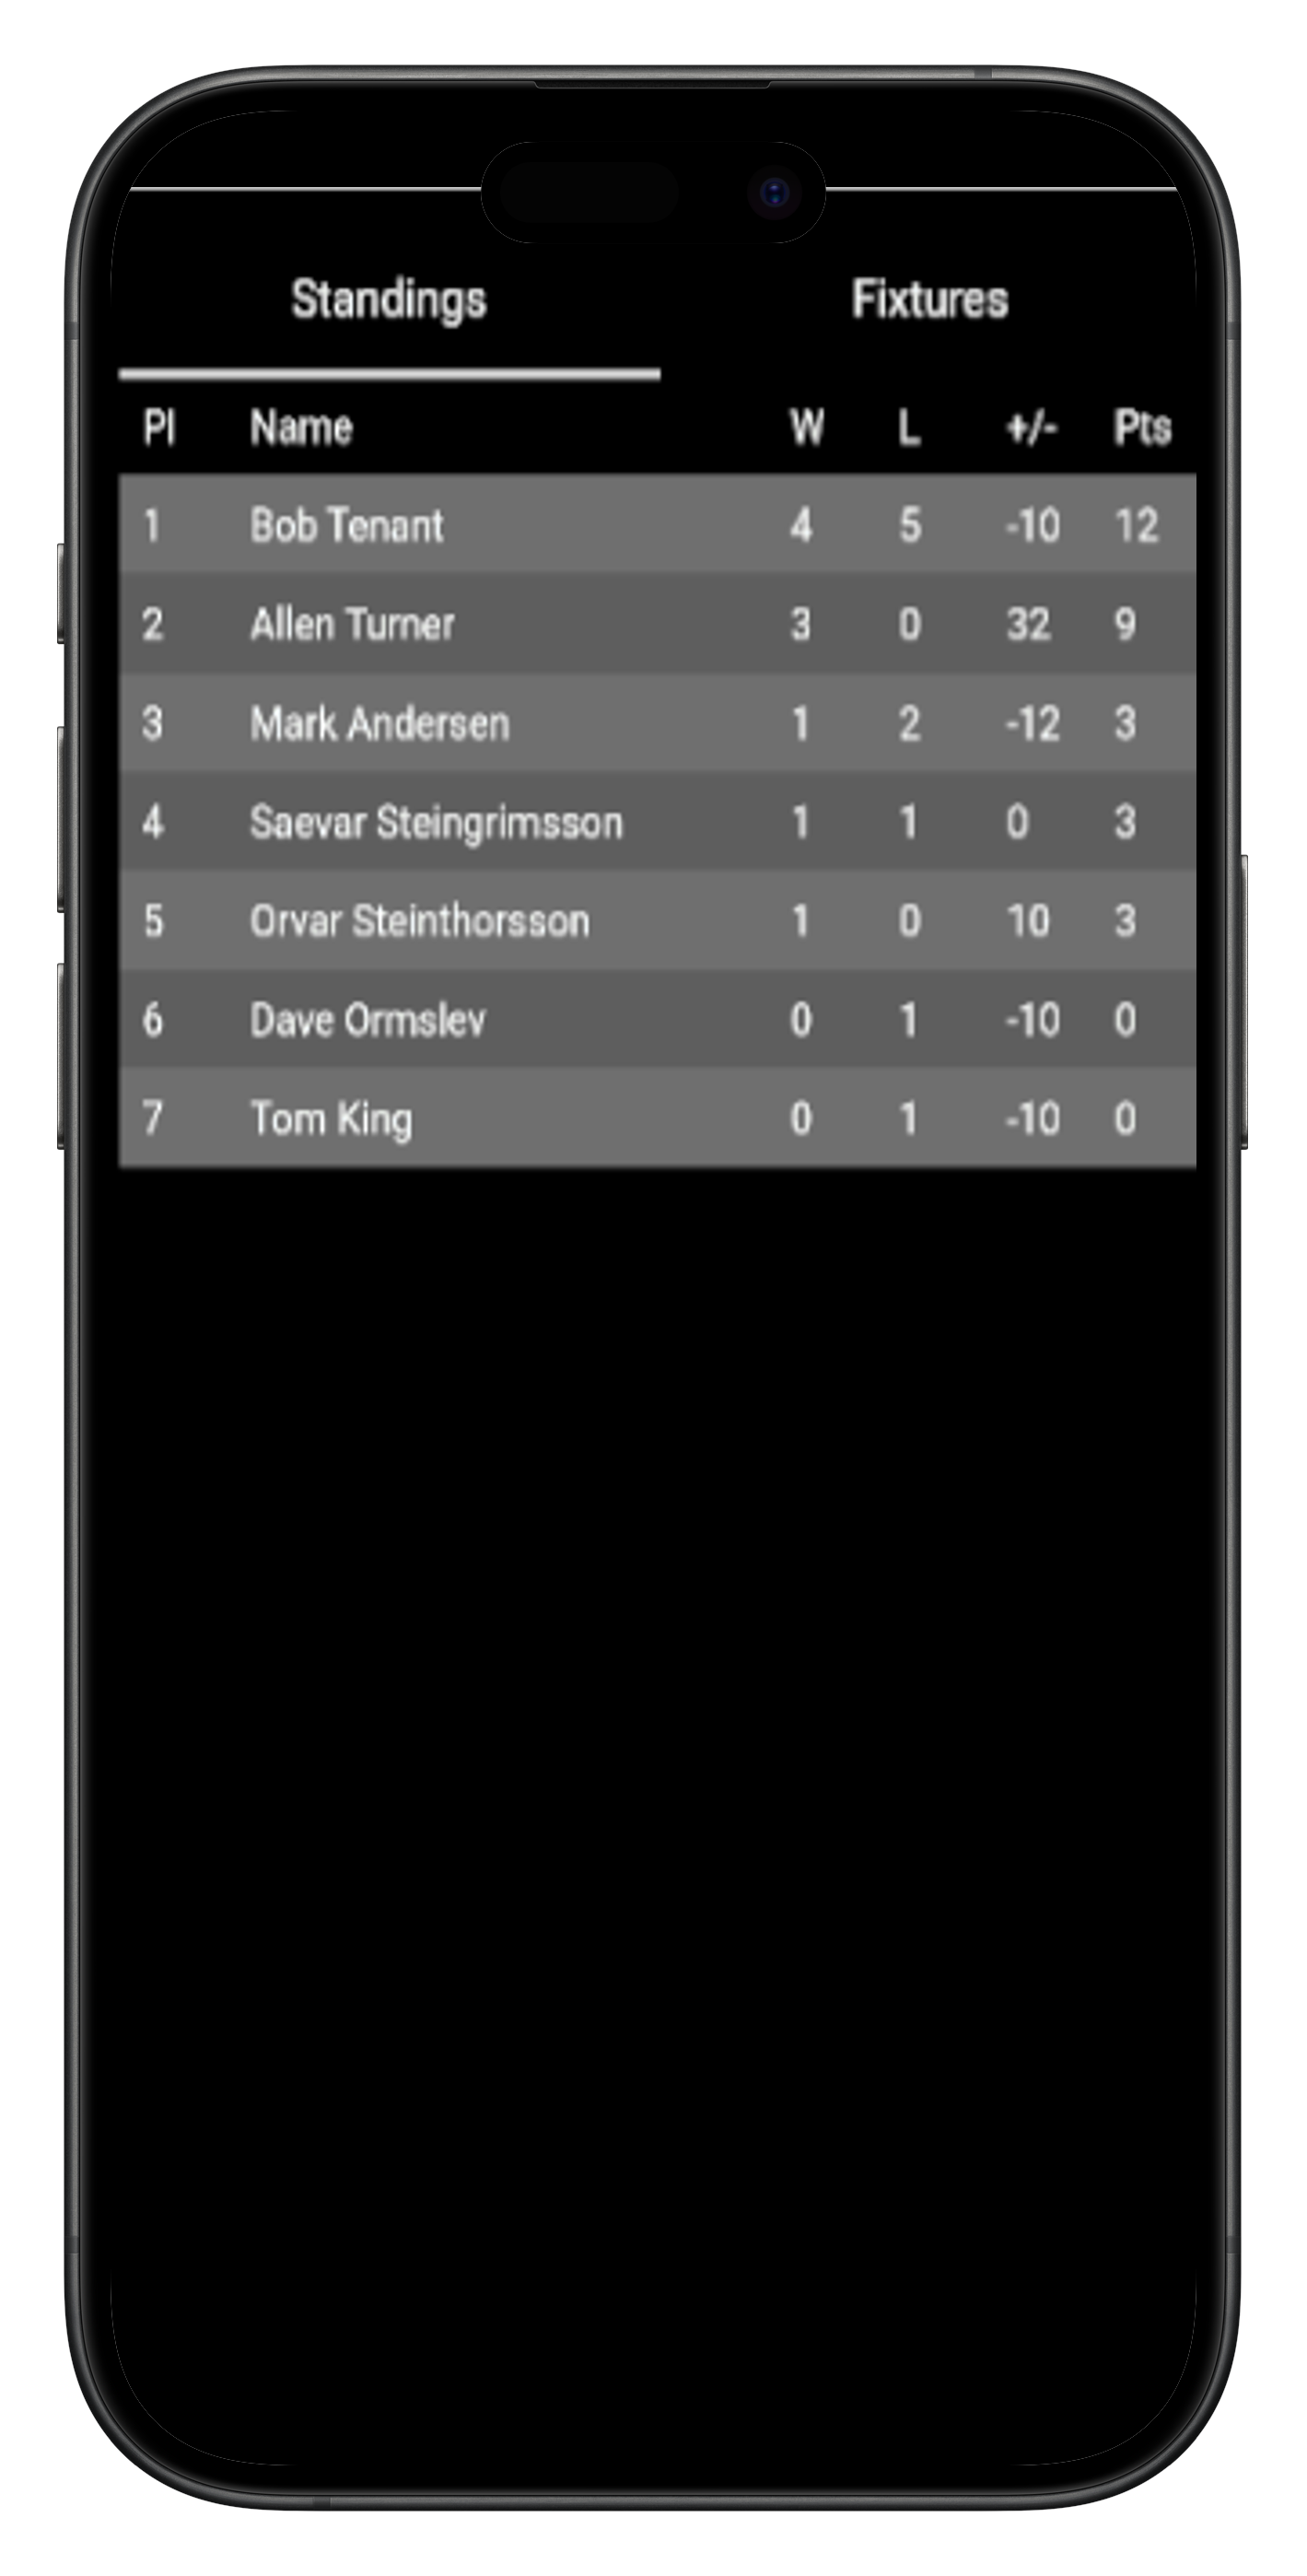 Standings Fixtures
Pl Name W L +/- Pts
1 Bob Tenant 4 5 -10 12
2 Allen Turner 3 0 32 9
3 Mark Andersen 1 2 -12 3
4 Saevar Steingrimsson 1 1 0 3
5 Orvar Steinthorsson 1 0 10 3
6 Dave Ormslev 0 1 -10 0
7 Tom King 0 1 -10 0